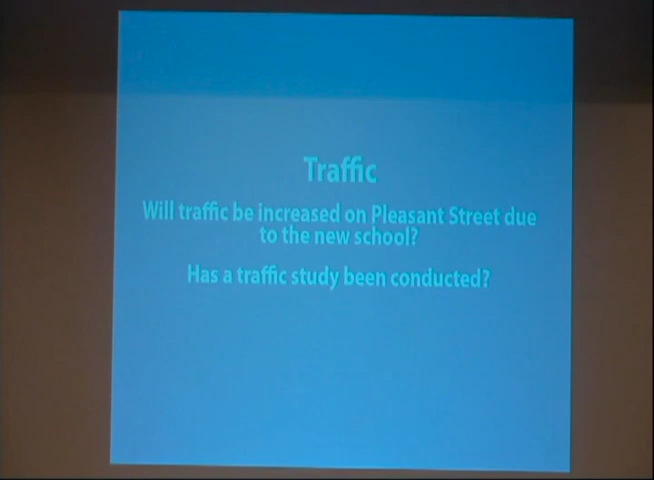 Traffic
Will traffic be increased on Pleasant Street due
to the new school?
Has a traffic study been conducted?